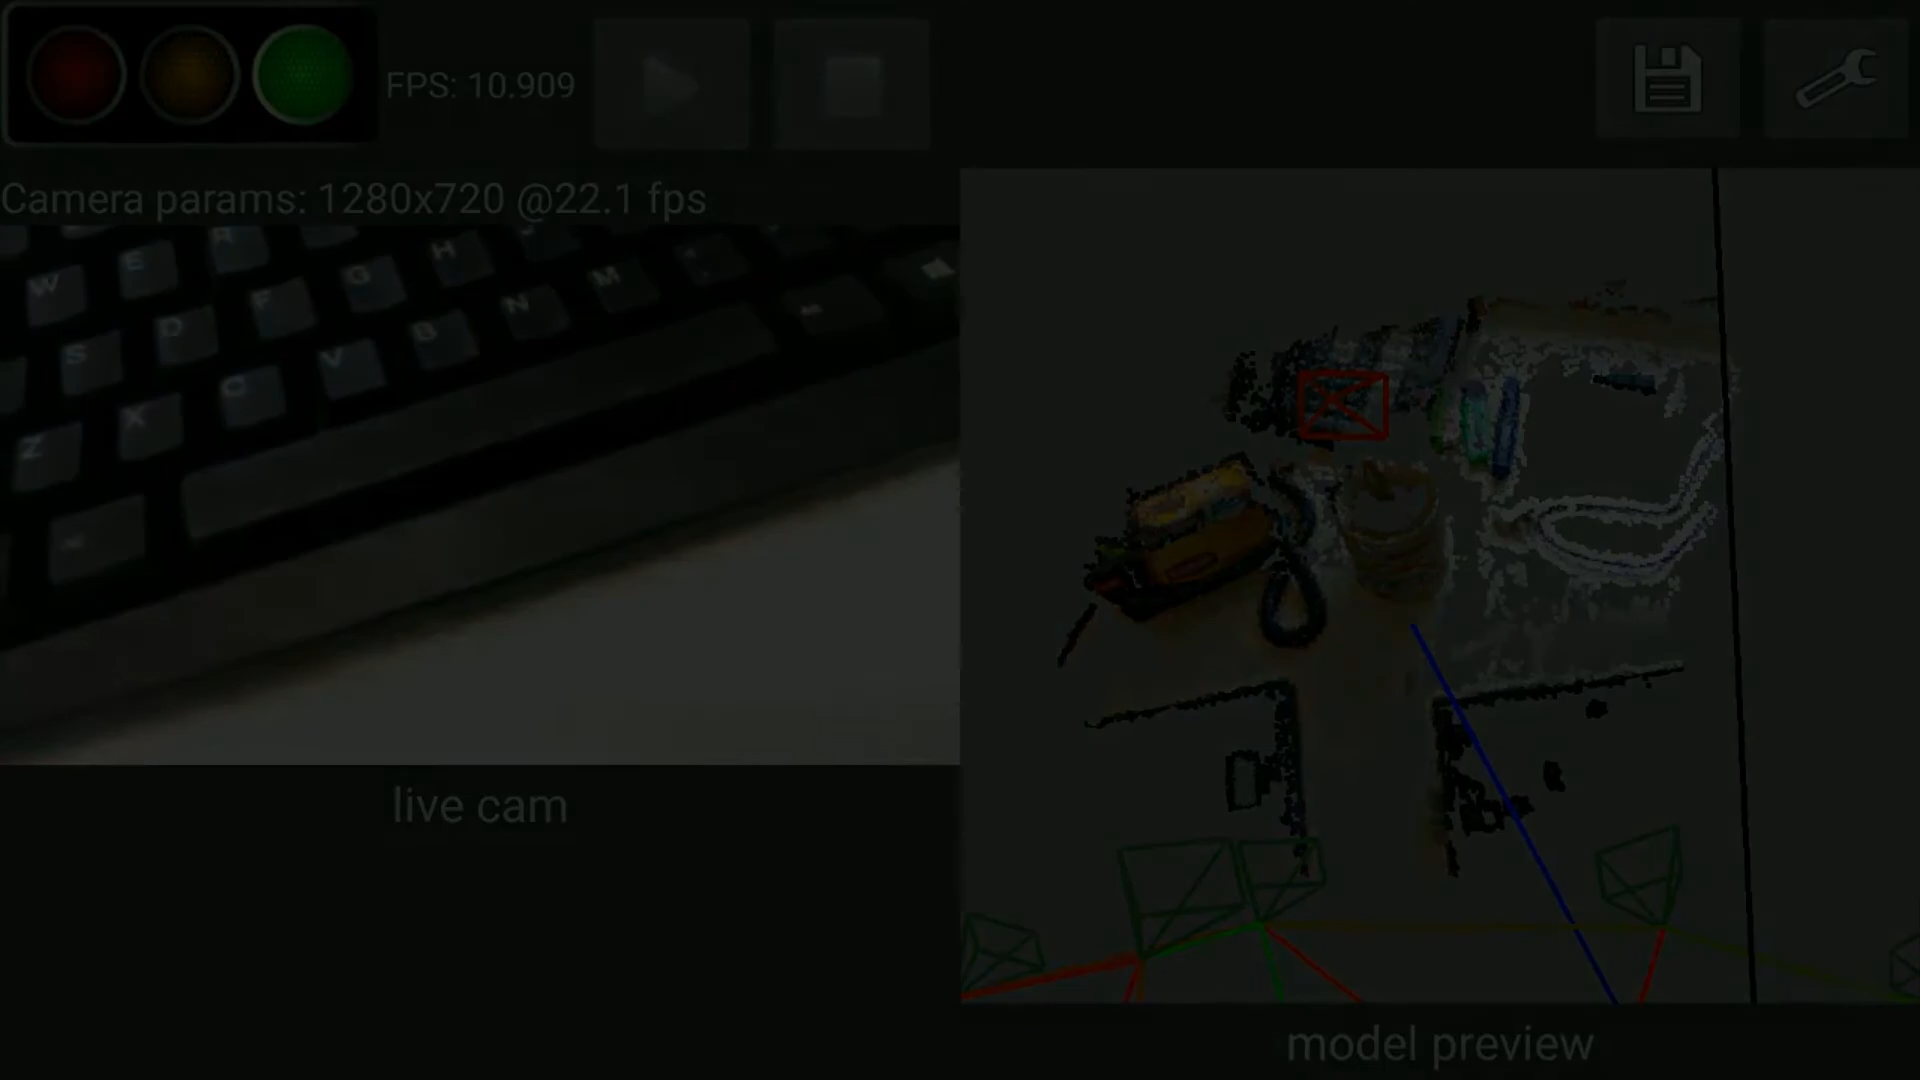 FPS: 10.909
Camera params: 1280x720 @22.1 fps
W E R
S D F G H J
Z X C V B N M
live cam
model preview